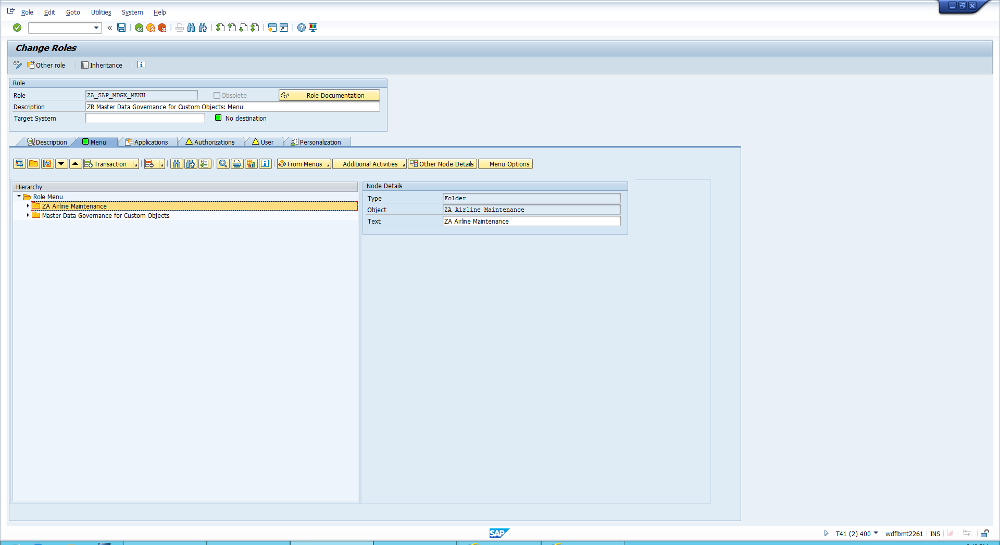 Role Edit Goto Utilities System Help
Change Roles
Other role Inheritance
Role
Role ZA_SAP_MDGX_MENU Obsolete Role Documentation
Description ZR Master Data Governance for Custom Objects: Menu
Target System No destination
Description Menu Applications Authorizations User Personalization
Transaction From Menus Additional Activities Other Node Details Menu Options
Hierarchy
Role Menu
ZA Airline Maintenance
Master Data Governance for Custom Objects
Node Details
Type Folder
Object ZA Airline Maintenance
Text ZA Airline Maintenance
SAP T41 (2) 400 wdflbmt2261 INS